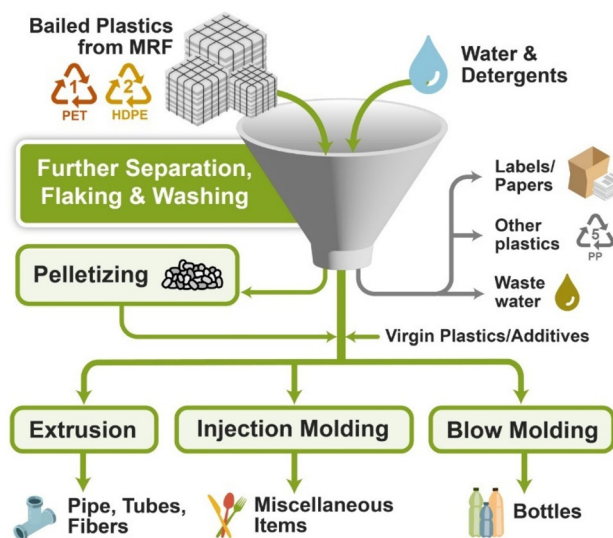 Bailed Plastics
from MRF
1
PET
2
HDPE
Water &
Detergents
Further Separation,
Flaking & Washing
Labels/
Papers
Other
plastics
5
PP
Waste
water
Pelletizing
Virgin Plastics/Additives
Extrusion
Injection Molding
Blow Molding
Pipe, Tubes,
Fibers
Miscellaneous
Items
Bottles